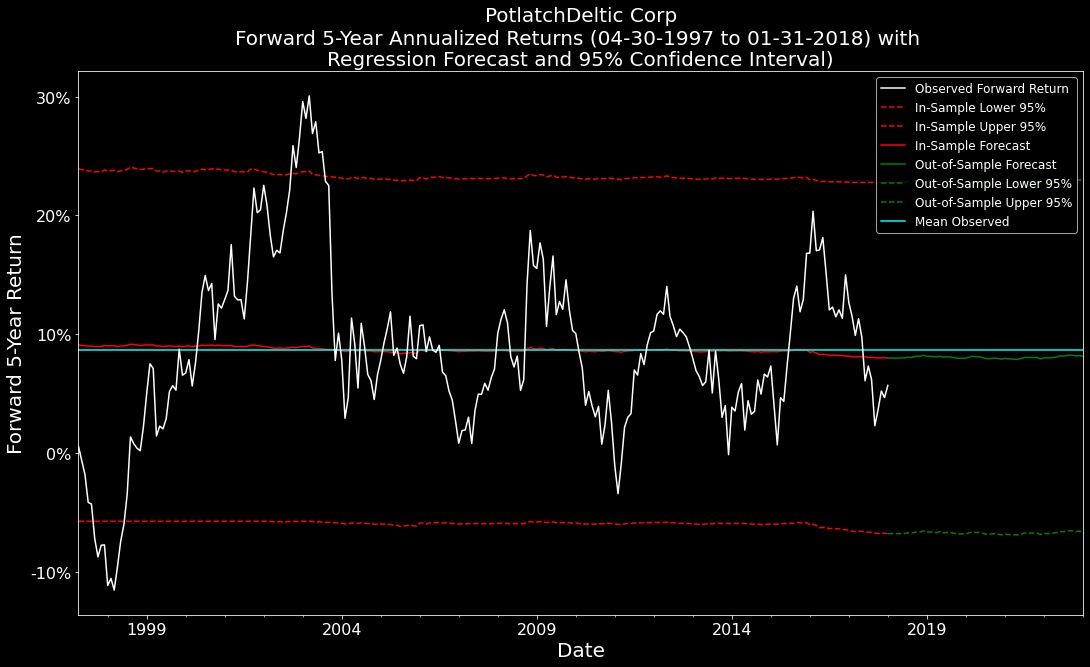 PotlatchDeltic Corp
Forward 5-Year Annualized Returns (04-30-1997 to 01-31-2018) with
Regression Forecast and 95% Confidence Interval)
Forward 5-Year Return
30%
20%
10%
0%
-10%
Observed Forward Return
In-Sample Lower 95%
In-Sample Upper 95%
In-Sample Forecast
Out-of-Sample Forecast
Out-of-Sample Lower 95%
Out-of-Sample Upper 95%
Mean Observed
1999
2004
2009
2014
2019
Date